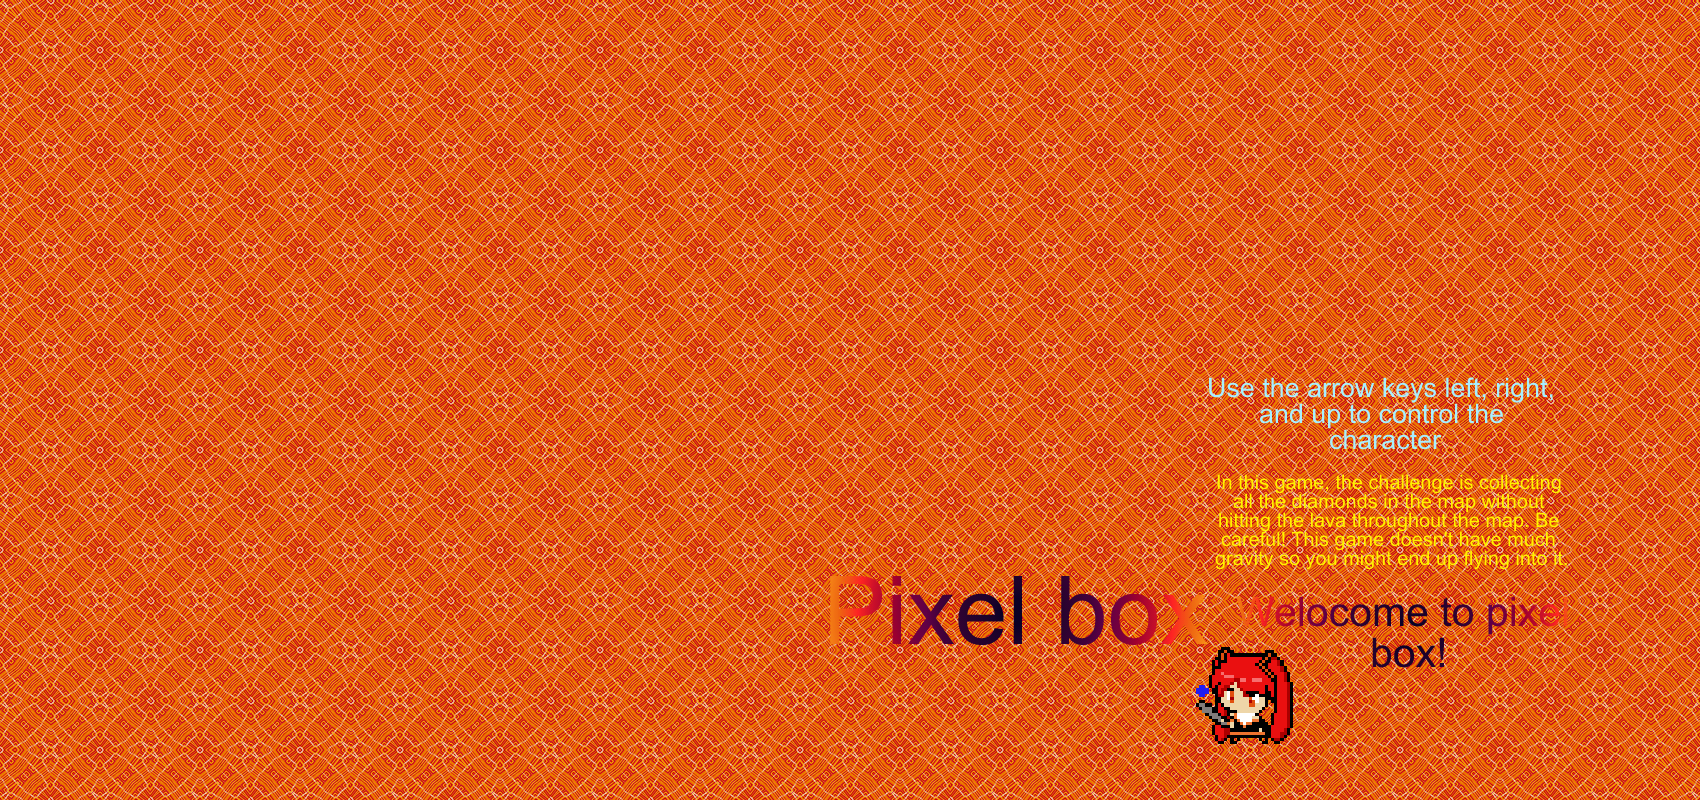 Use the arrow keys left, right,
and up to control the
character
In this game, the challenge is collecting
all the diamonds in the map without
hitting the lava throughout the map. Be
careful! This game doesn't have much
gravity so you might end up flying into it.
Pixel box
Welocome to pixel
box!